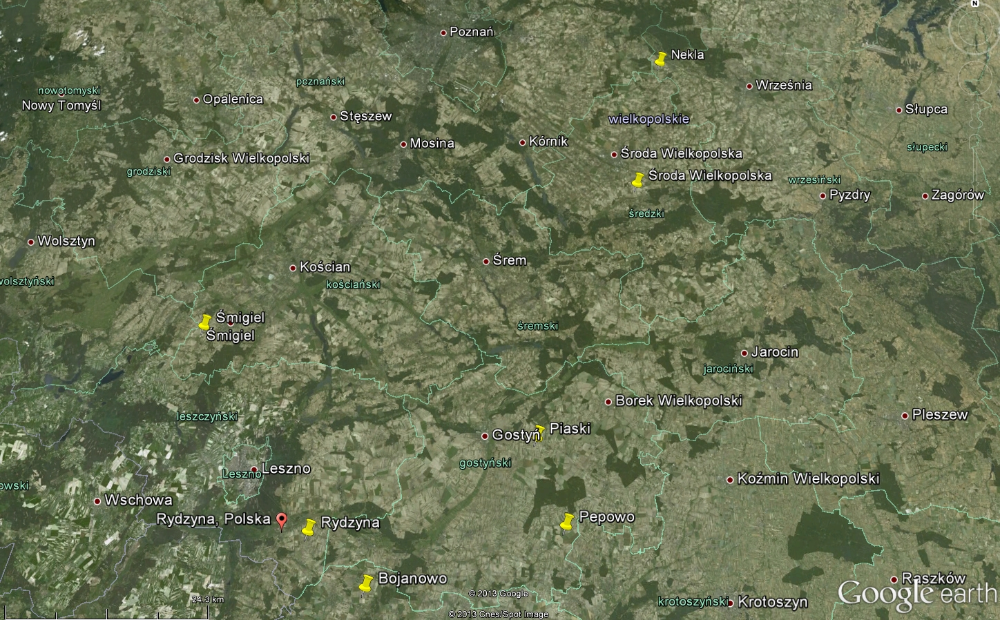 N
Poznań
Nekla
poznański
Września
nowotomyski
Nowy Tomyśl
Opalenica
Stęszew
Słupca
wielkopolskie
Mosina
Kórnik
słupecki
Grodzisk Wielkopolski
grodziski
Środa Wielkopolska
Środa Wielkopolska
wrzesiński
Pyzdry
Zagórów
średzki
Wolsztyn
Śrem
Kościan
wolsztyński
kościański
Śmigiel
Śmigiel
śremski
Jarocin
jarociński
Borek Wielkopolski
leszczyński
Pleszew
Gostyń
Piaski
gostyński
Leszno
Leszno
Koźmin Wielkopolski
owski
Wschowa
Rydzyna, Polska
Rydzyna
Pepowo
Bojanowo
Raszków
© 2013 Google
Google earth
24.3 km
krotoszyński
Krotoszyn
© 2013 Cnes/Spot Image